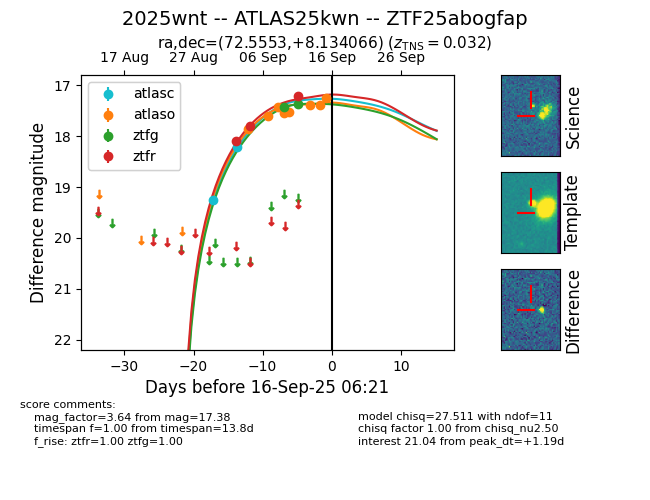 2025wnt -- ATLAS25kwn -- ZTF25abogfap
ra,dec=(72.5553,+8.134066) (z_TNS = 0.032)
17 Aug 27 Aug 06 Sep 16 Sep 26 Sep
17
18
19
20
21
22
Difference magnitude
atlasc
atlaso
ztfg
ztfr
−30 −20 −10 0 10
Days before 16-Sep-25 06:21
Science
Template
Difference
score comments:
mag_factor=3.64 from mag=17.38
timespan f=1.00 from timespan=13.8d
f_rise: ztfr=1.00 ztfg=1.00
model chisq=27.511 with ndof=11
chisq factor 1.00 from chisq_nu2.50
interest 21.04 from peak_dt=+1.19d